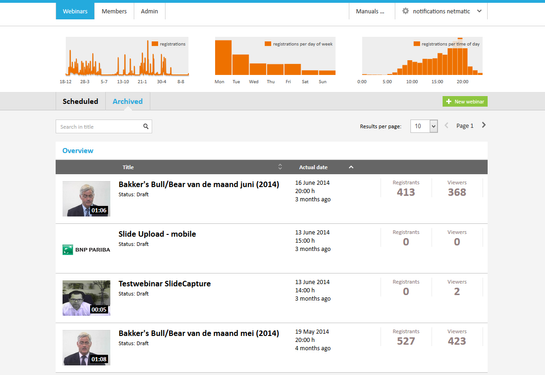 Webinars Members Admin Manuals ... notifications netmatic
registrations registrations per day of week registrations per time of day
18-12 28-3 5-7 13-10 21-1 30-4 8-8 Mon Tue Wed Thu Fri Sat Sun 0:00 5:00 10:00 15:00 20:00
Scheduled Archived + New webinar
Search in title Results per page: 10 Page 1
Overview
Title Actual date
Bakker's Bull/Bear van de maand juni (2014) 16 June 2014 Registrants Viewers
Status: Draft 20:00 h 413 368
01:06 3 months ago
Slide Upload - mobile 13 June 2014 Registrants Viewers
Status: Draft 15:00 h 0 0
BNP PARIBA 3 months ago
Testwebinar SlideCapture 13 June 2014 Registrants Viewers
Status: Draft 14:00 h 0 2
00:05 3 months ago
Bakker's Bull/Bear van de maand mei (2014) 19 May 2014 Registrants Viewers
Status: Draft 20:00 h 527 423
01:08 4 months ago